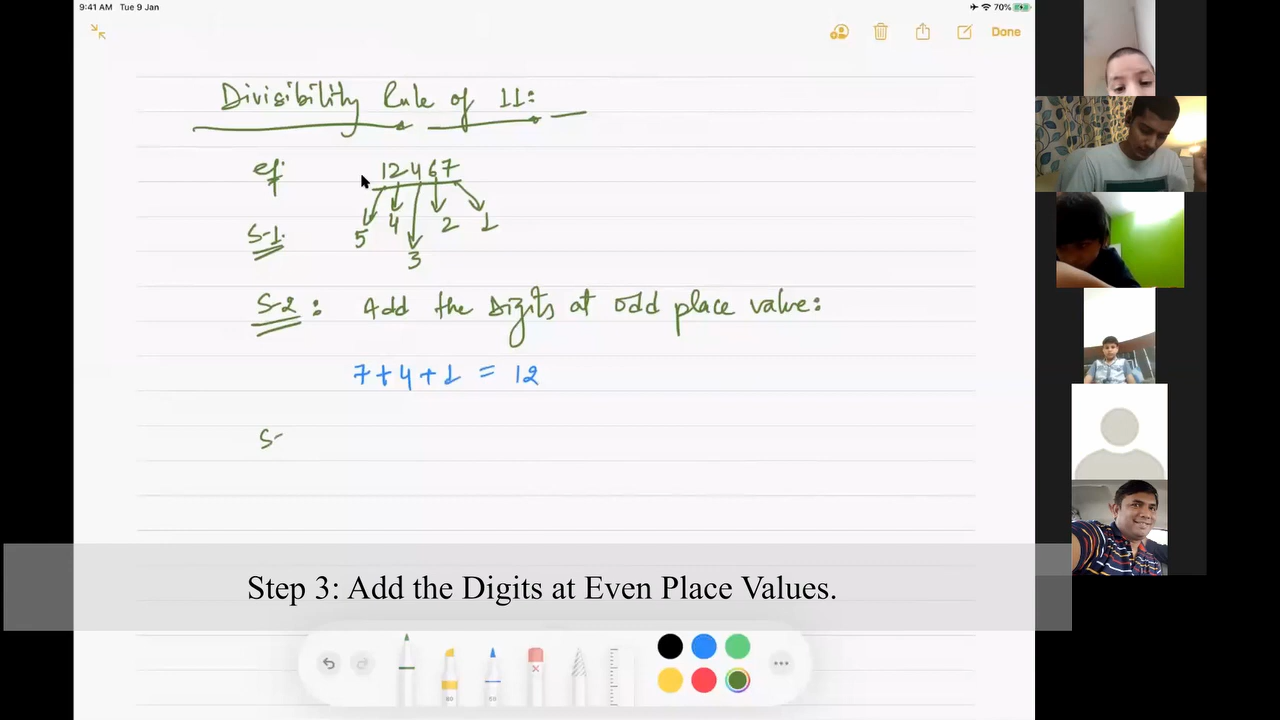 9:41 AM Tue 9 Jan
70%
Done
Divisibility Rule of 11:
eg:
12467
S-1:
5 4 3 2 1
S-2: Add the Digits at odd place value:
7+4+1 = 12
S-
Step 3: Add the Digits at Even Place Values.